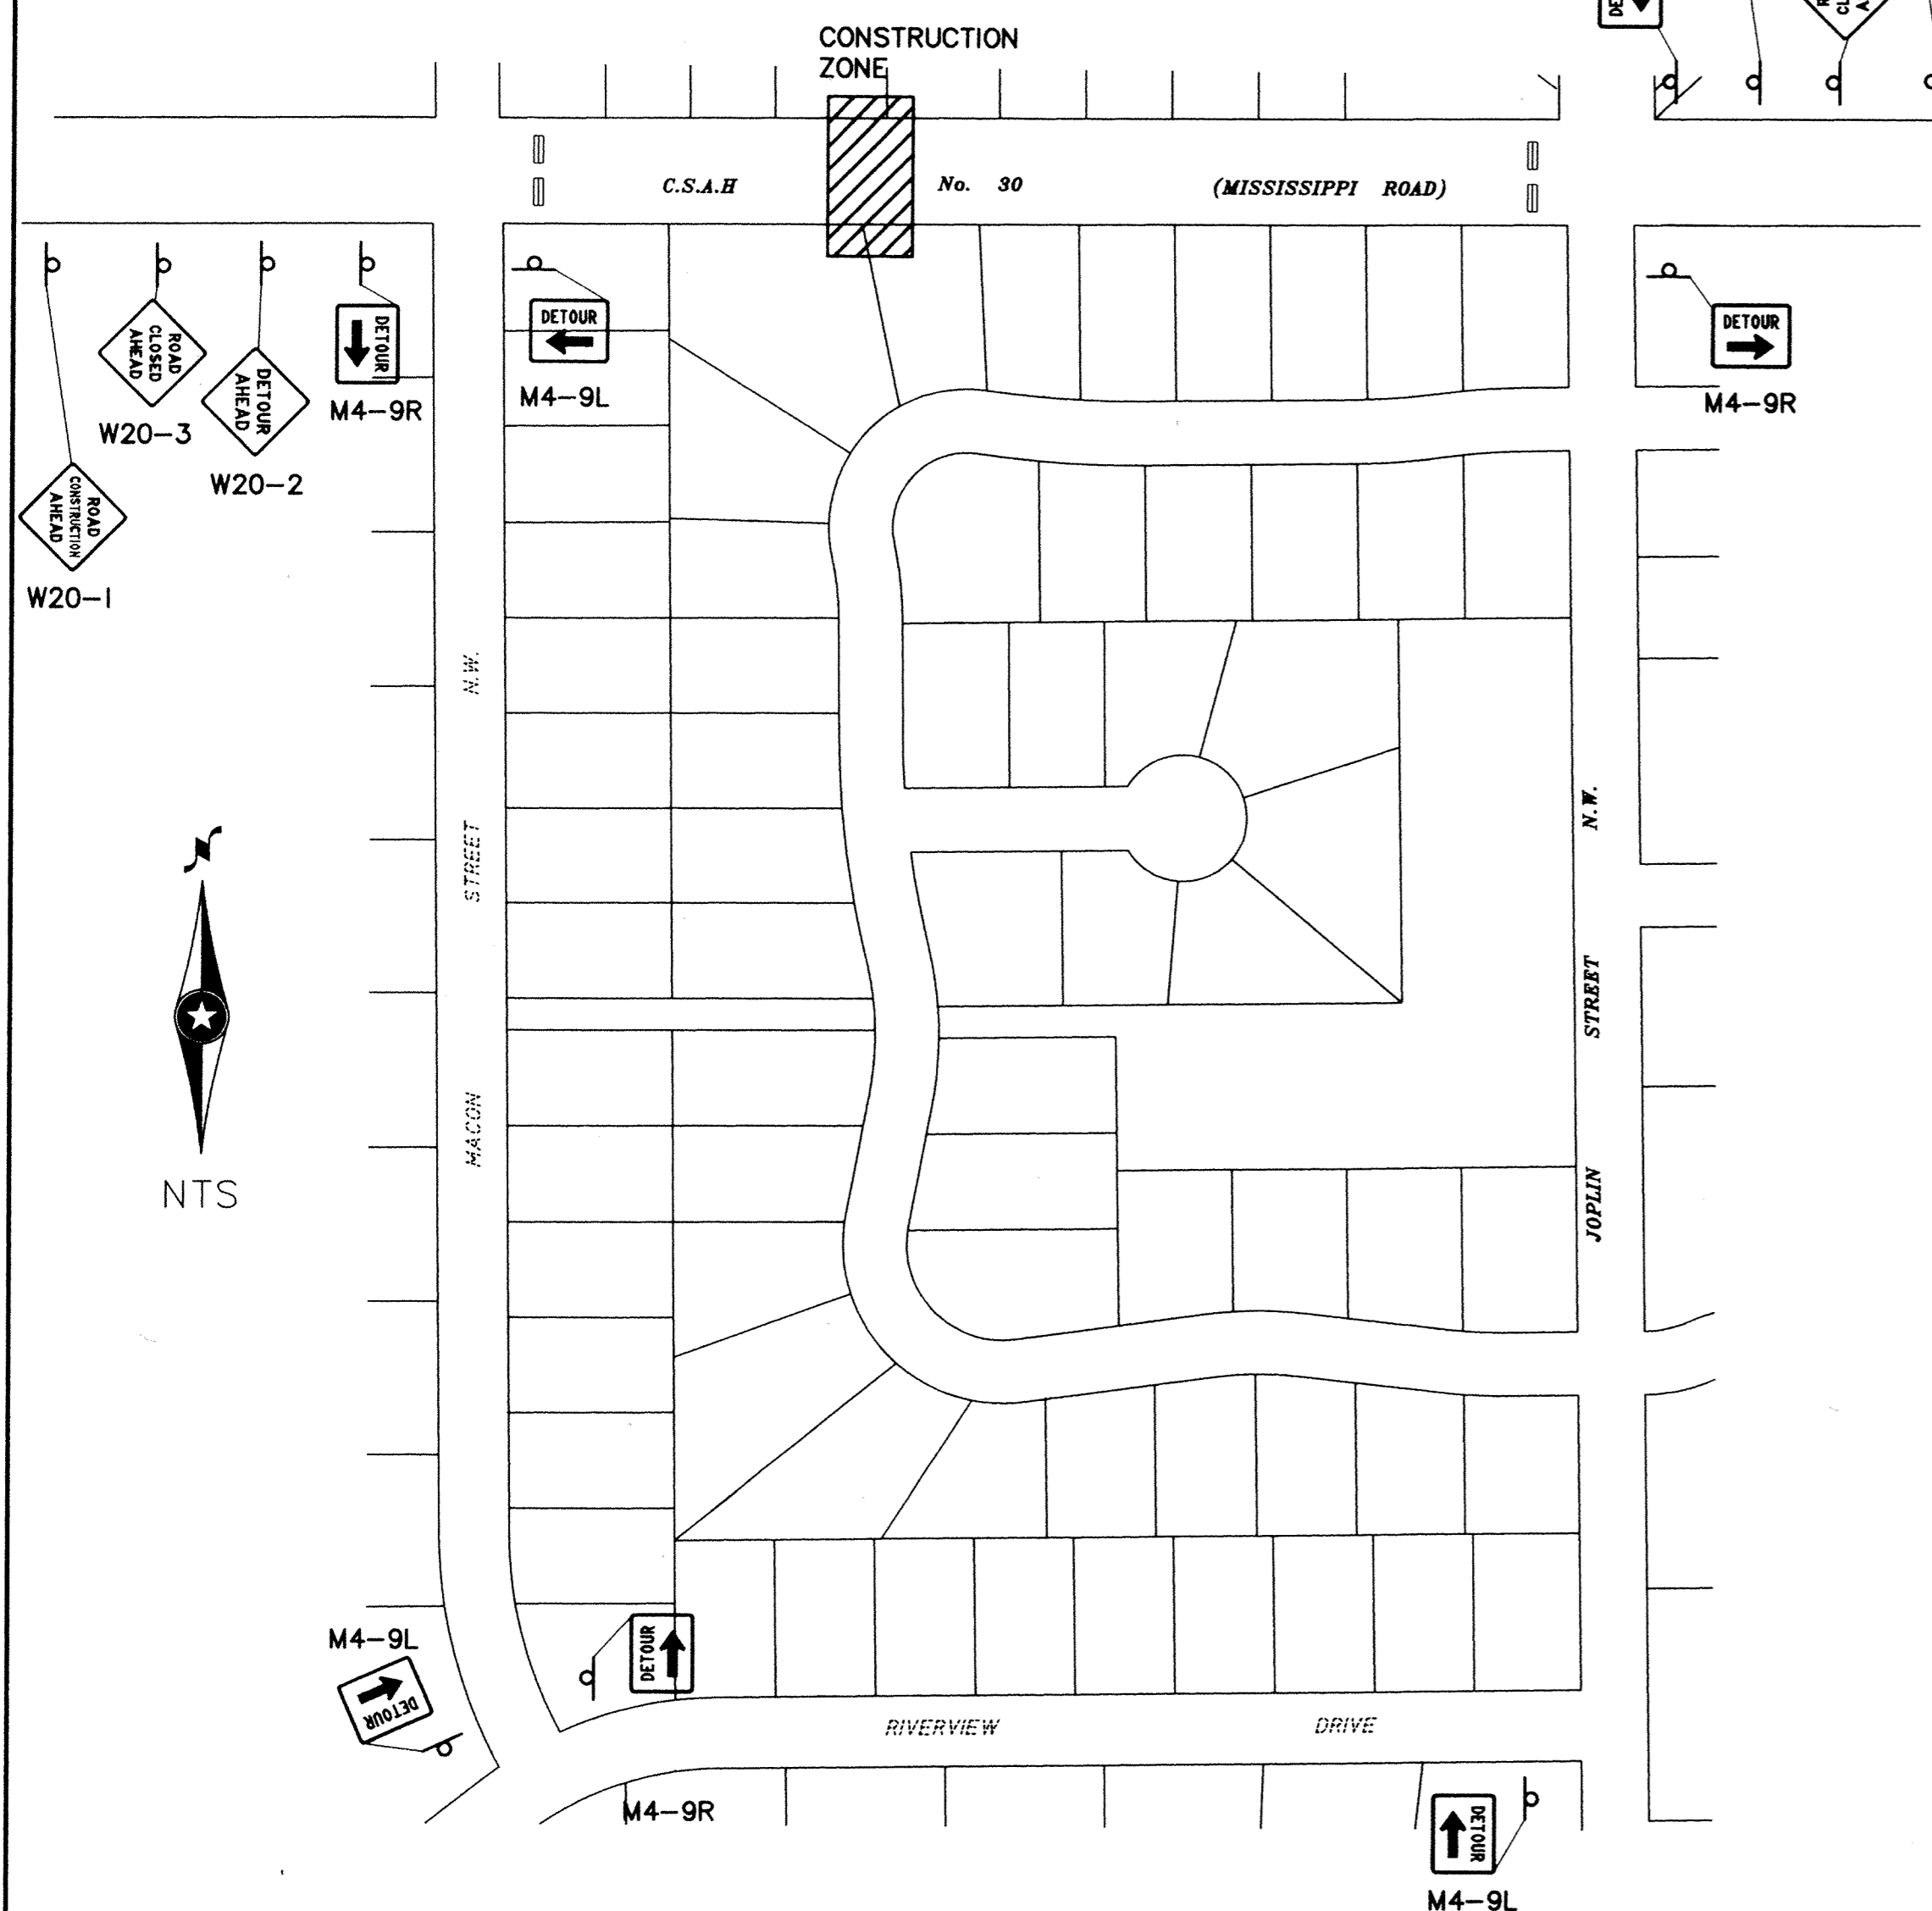 CONSTRUCTION
ZONE
C.S.A.H No. 30 (MISSISSIPPI ROAD)
ROAD
CLOSED
AHEAD
W20-3
DETOUR
AHEAD
W20-2
DETOUR
M4-9R
DETOUR
M4-9L
DETOUR
M4-9R
ROAD
CONSTRUCTION
AHEAD
W20-1
MACON STREET N.W.
JOPLIN STREET N.W.
N
NTS
M4-9L
DETOUR
DETOUR
M4-9R
RIVERVIEW DRIVE
DETOUR
M4-9L